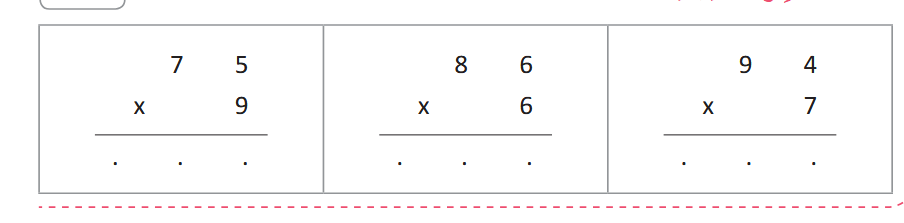 7 5
x 9
. . .
8 6
x 6
. . .
9 4
x 7
. . .